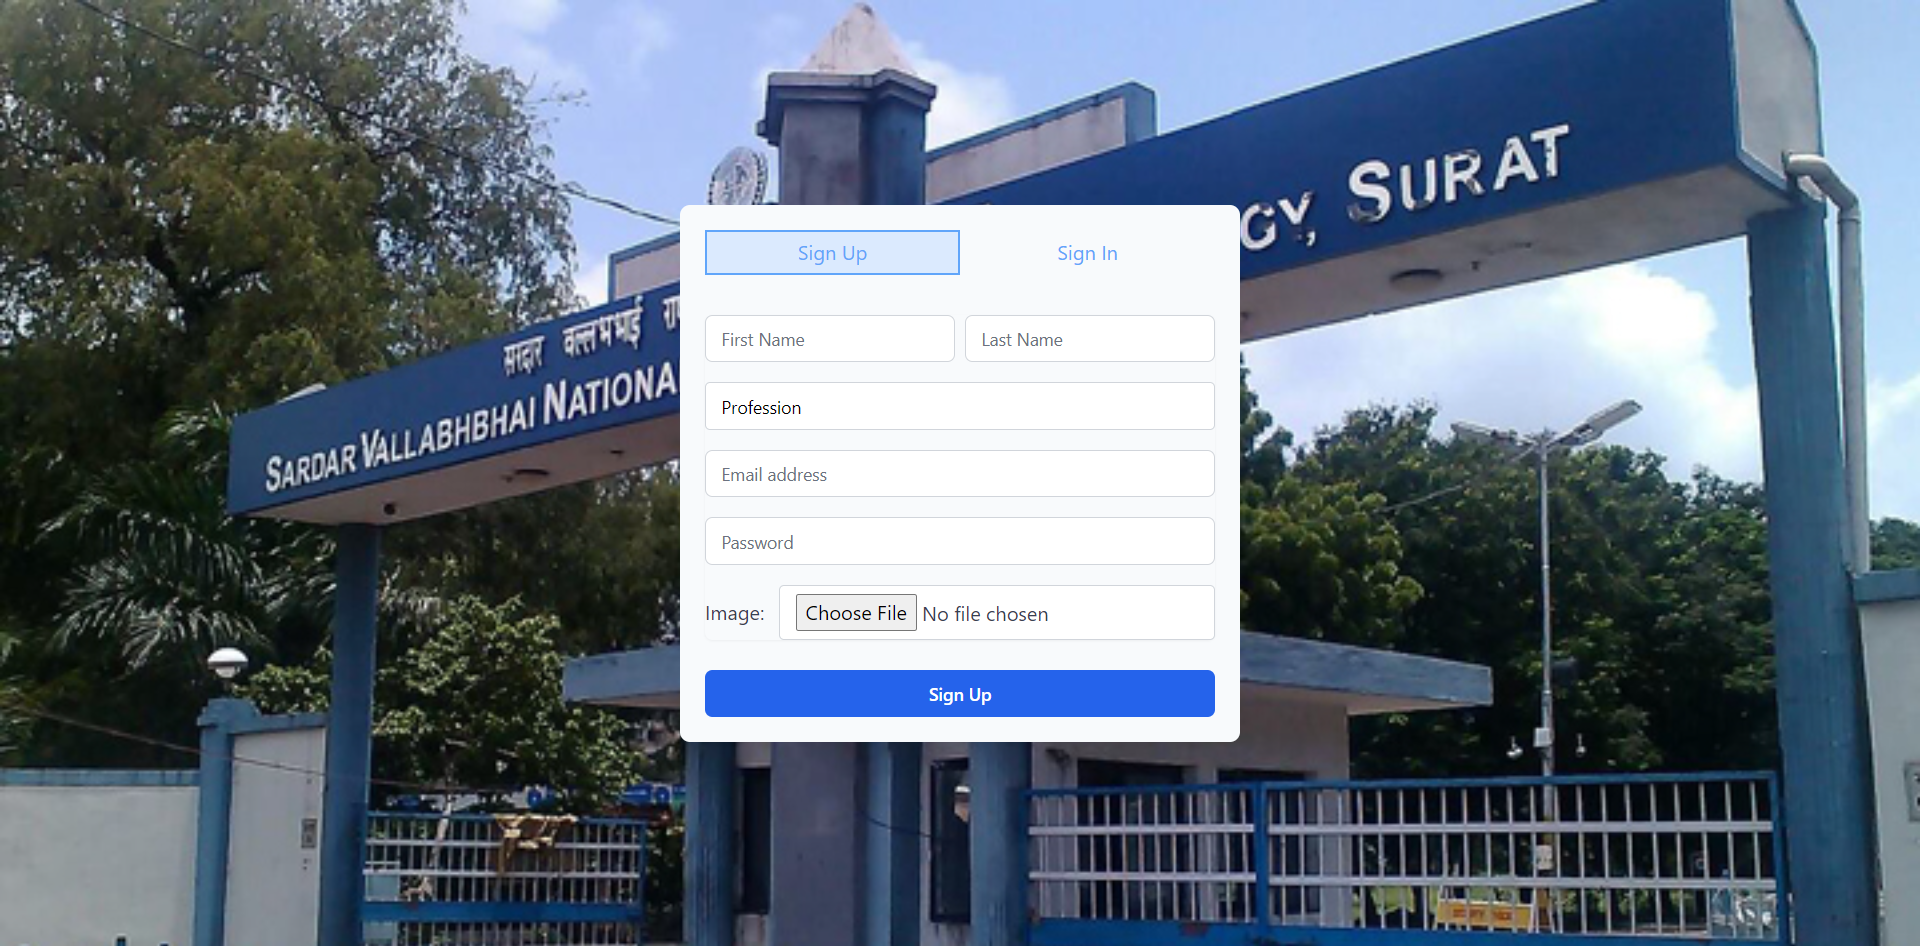 GY, SURAT
सरदार वल्लभभाई
SARDAR VALLABHBHAI NATIONA
Sign Up
Sign In
First Name
Last Name
Profession
Email address
Password
Image:
Choose File
No file chosen
Sign Up